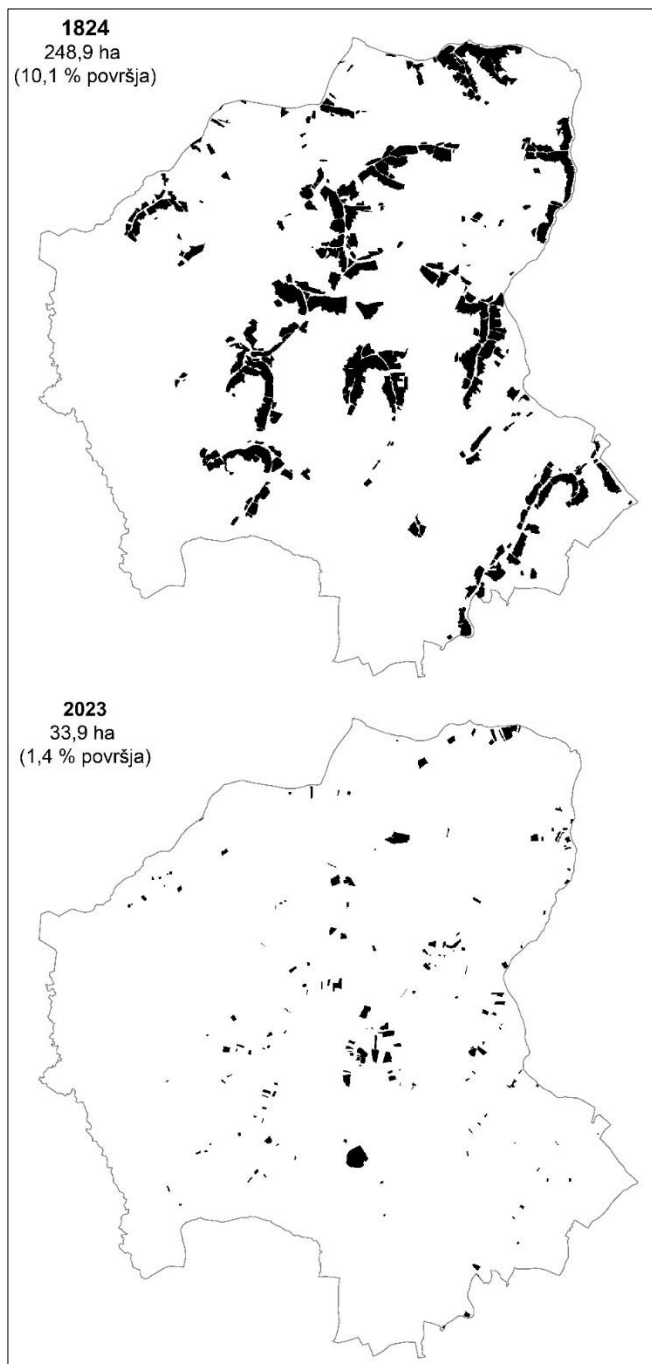 1824
248,9 ha
(10,1 % površja)
2023
33,9 ha
(1,4 % površja)